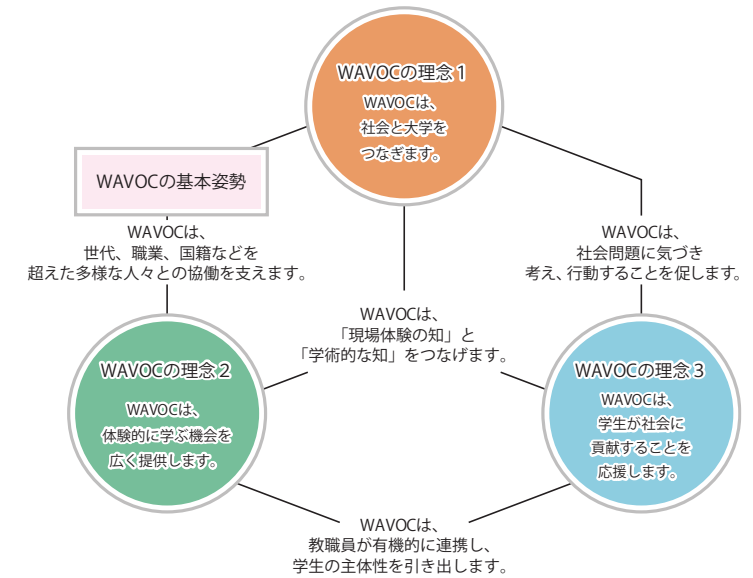 WAVOCの理念1
WAVOCは、
社会と大学を
つなぎます。
WAVOCの基本姿勢
WAVOCは、
世代、職業、国籍などを
超えた多様な人々との協働を支えます。
WAVOCは、
社会問題に気づき
考え、行動することを促します。
WAVOCは、
「現場体験の知」と
「学術的な知」をつなげます。
WAVOCの理念2
WAVOCは、
体験的に学ぶ機会を
広く提供します。
WAVOCの理念3
WAVOCは、
学生が社会に
貢献することを
応援します。
WAVOCは、
教職員が有機的に連携し、
学生の主体性を引き出します。